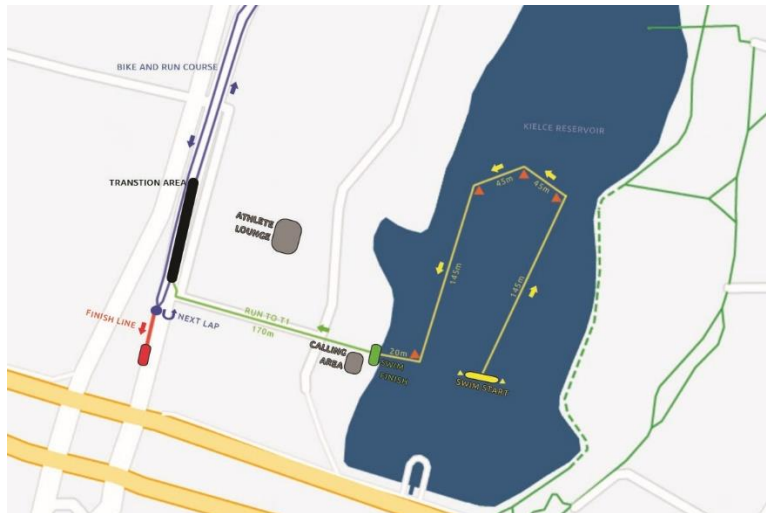 BIKE AND RUN COURSE
KIELCE RESERVOIR
TRANSTION AREA
45m
45m
ATHLETE
LOUNGE
145m
145m
RUN TO T1
170m
FINISH LINE
NEXT LAP
CALLING
AREA
20m
SWIM
FINISH
SWIM START